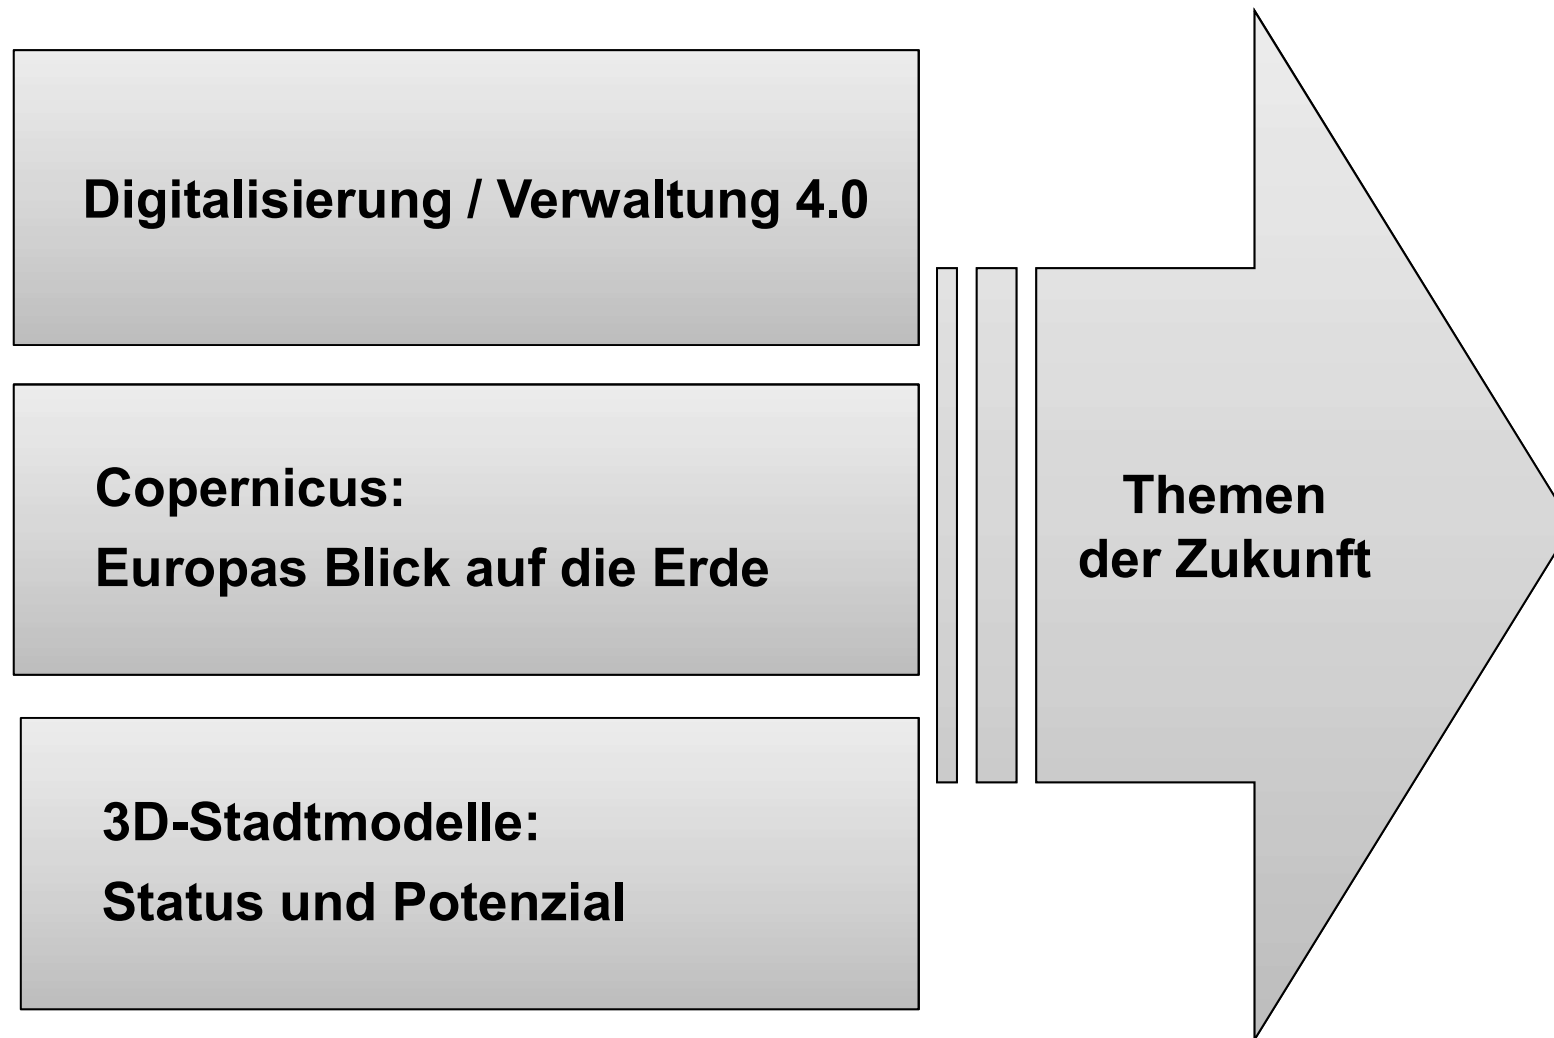 Digitalisierung / Verwaltung 4.0
Copernicus:
Europas Blick auf die Erde
3D-Stadtmodelle:
Status und Potenzial
Themen
der Zukunft